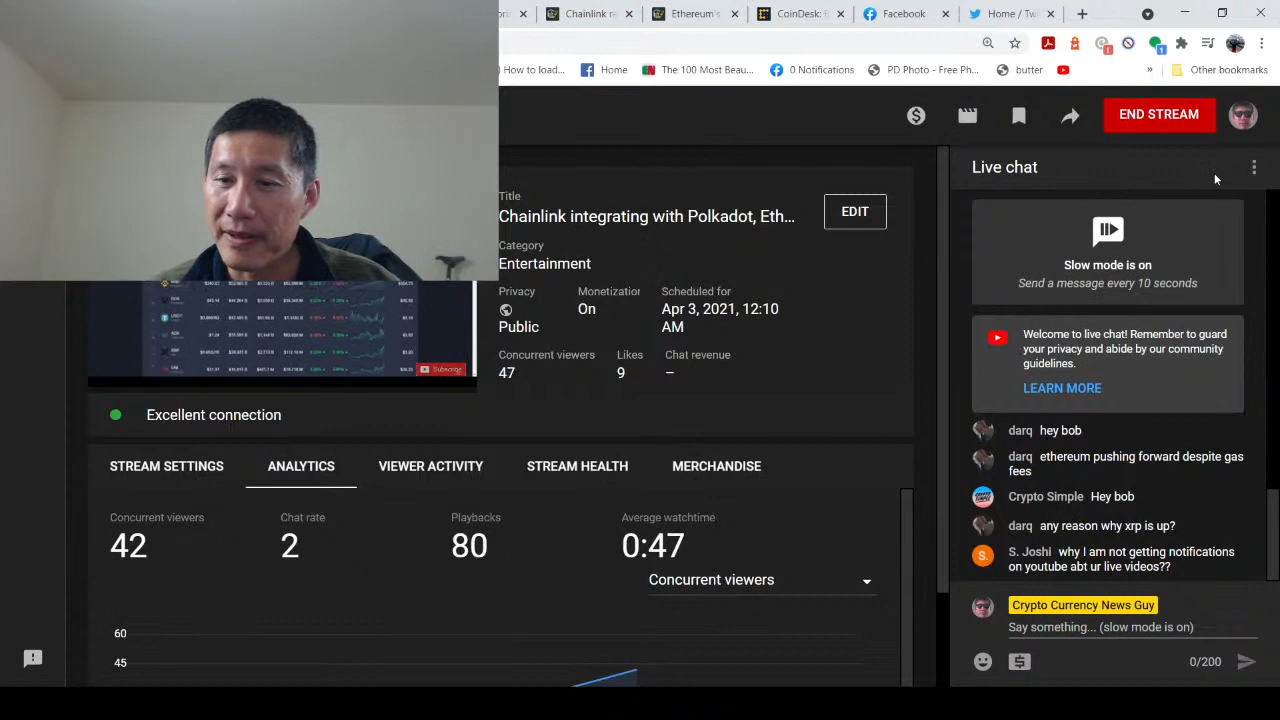 Chainlink re
Ethereum's
CoinDesk: B
Facebook
Home / Tw
How to load...
Home
The 100 Most Beau...
0 Notifications
PD Photo - Free Ph...
butter
»
Other bookmarks
END STREAM
Title
Chainlink integrating with Polkadot, Eth...
EDIT
Category
Entertainment
Privacy
Monetization
Scheduled for
Public
On
Apr 3, 2021, 12:10
AM
Concurrent viewers
Likes
Chat revenue
47
9
–
Subscribe
Excellent connection
STREAM SETTINGS
ANALYTICS
VIEWER ACTIVITY
STREAM HEALTH
MERCHANDISE
Concurrent viewers
Chat rate
Playbacks
Average watchtime
42
2
80
0:47
Concurrent viewers
60
45
Live chat
Slow mode is on
Send a message every 10 seconds
Welcome to live chat! Remember to guard
your privacy and abide by our community
guidelines.
LEARN MORE
darq hey bob
darq ethereum pushing forward despite gas
fees
Crypto Simple Hey bob
darq any reason why xrp is up?
S. Joshi why I am not getting notifications
on youtube abt ur live videos??
Crypto Currency News Guy
Say something... (slow mode is on)
0/200